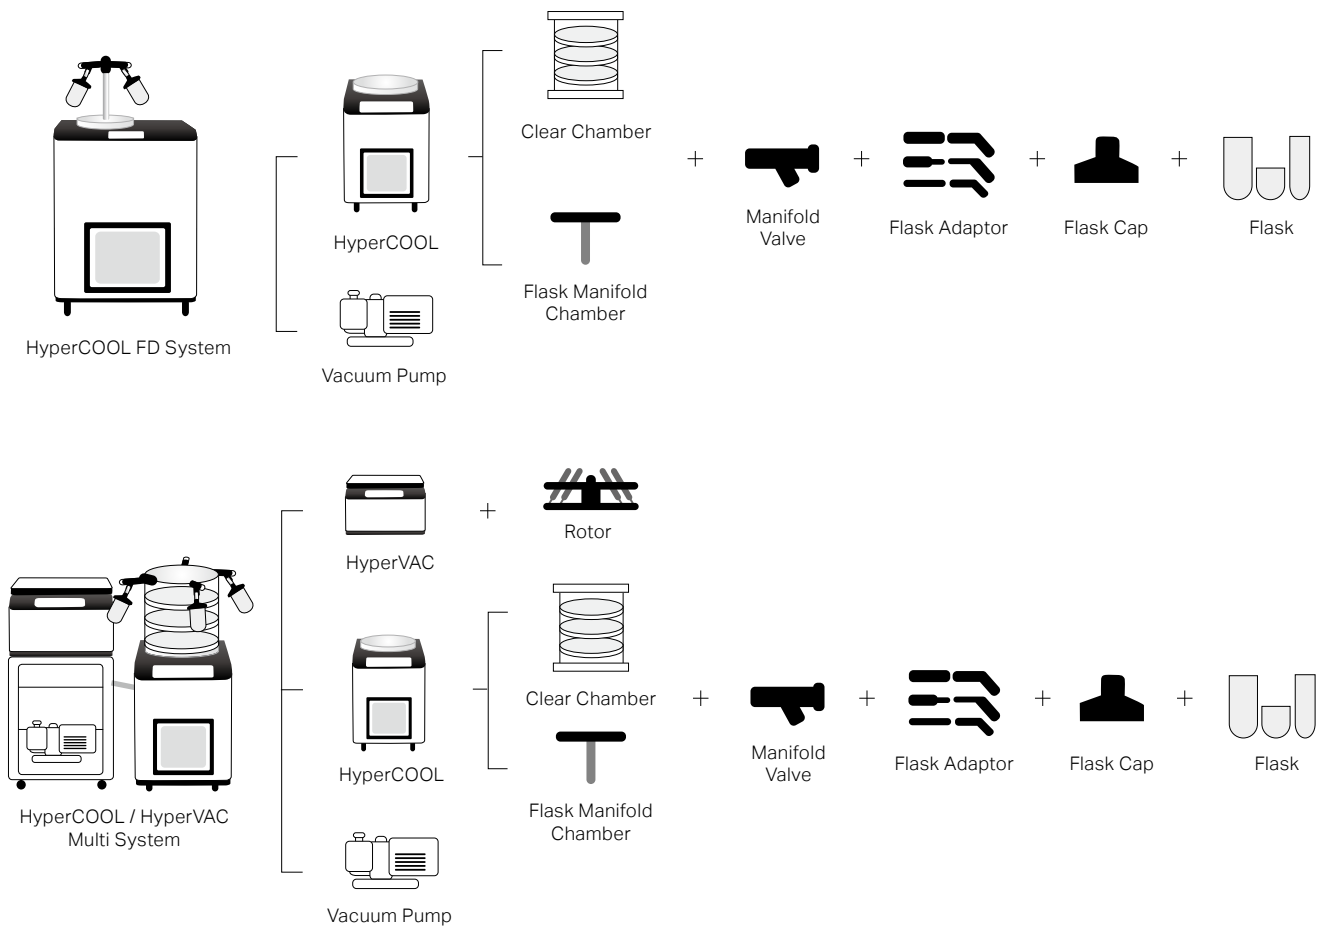 Clear Chamber
HyperCOOL
Manifold
Valve
Flask Adaptor
Flask Cap
Flask
Flask Manifold
Chamber
HyperCOOL FD System
Vacuum Pump
HyperVAC
Rotor
Clear Chamber
HyperCOOL
Manifold
Valve
Flask Adaptor
Flask Cap
Flask
Flask Manifold
Chamber
HyperCOOL / HyperVAC
Multi System
Vacuum Pump